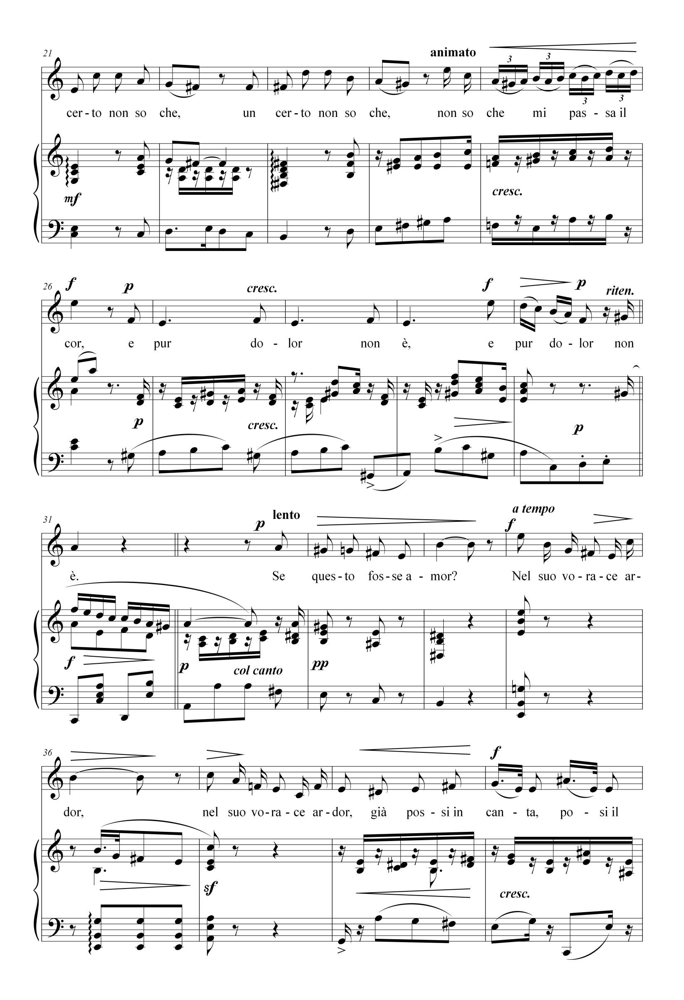 21 animato
3 3 3 3
cer - to non so che, un cer - to non so che, non so che mi pas - sa il
mf cresc.
26 f p cresc. f p riten.
cor, e pur do - lor non è, e pur do - lor non
p cresc. p
31 p lento a tempo f
è. Se ques - to fos - se a - mor? Nel suo vo - ra - ce ar -
f p col canto pp
36 f
dor, nel suo vo - ra - ce ar - dor, già pos - si in can - ta, po - si il
sf cresc.